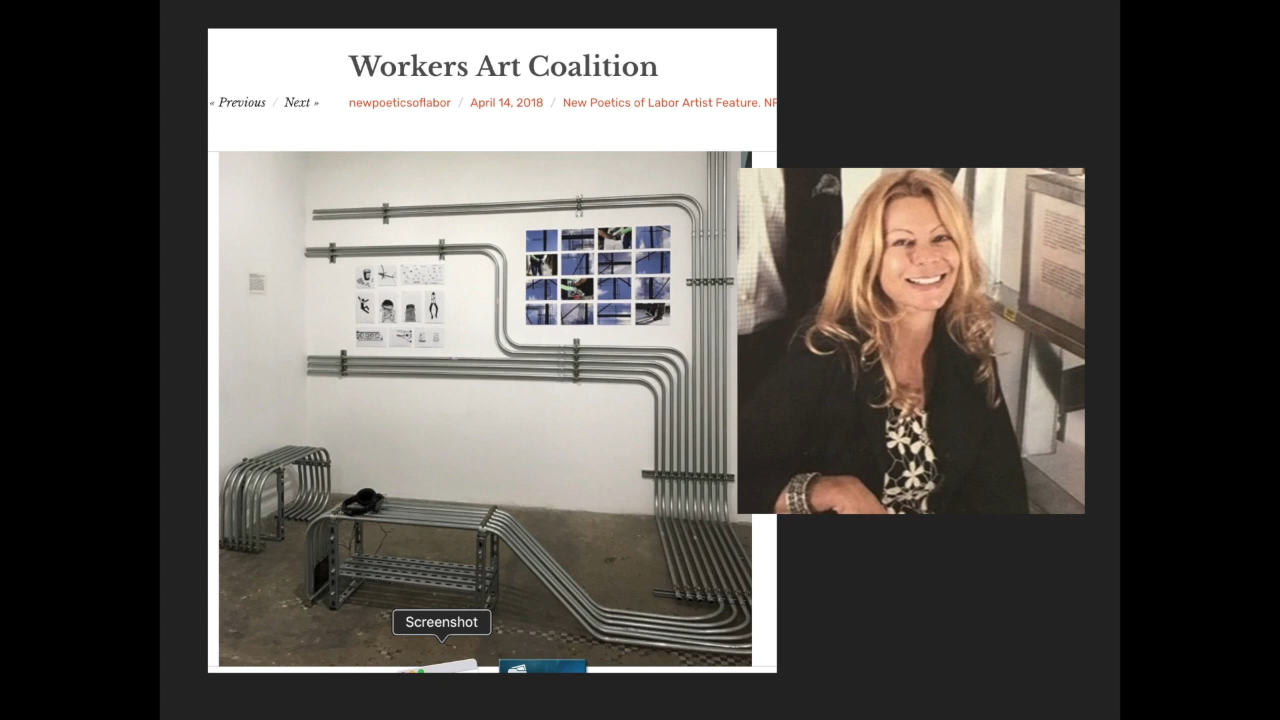 Workers Art Coalition
« Previous / Next » newpoeticsoflabor / April 14, 2018 / New Poetics of Labor Artist Feature. NP
Screenshot